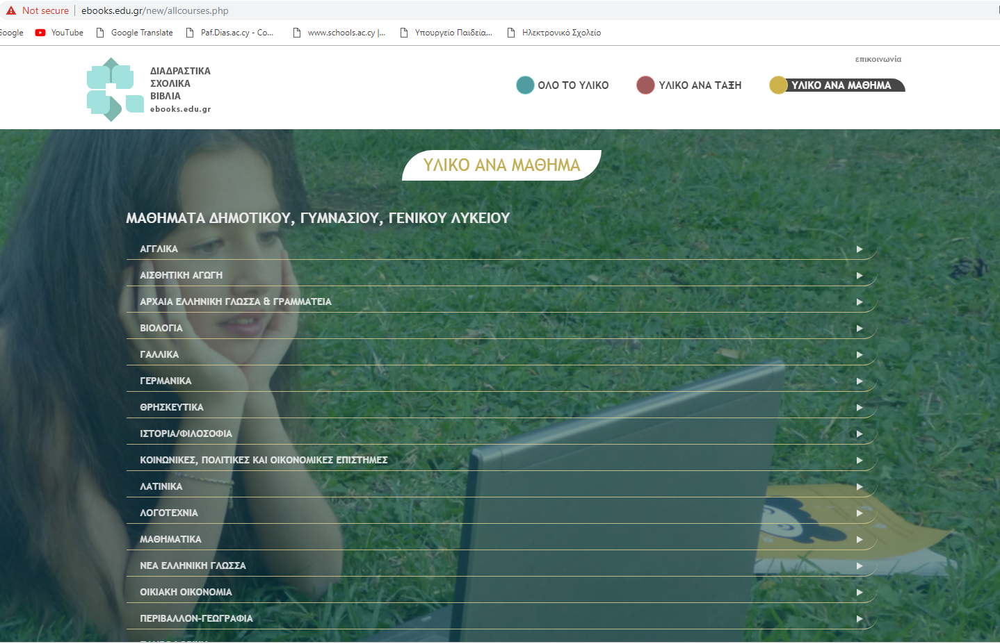 Not secure
ebooks.edu.gr/new/allcourses.php
Google YouTube Google Translate Paf.Dias.ac.cy - Co... www.schools.ac.cy |... Υπουργείο Παιδεία... Ηλεκτρονικό Σχολείο
ΔΙΑΔΡΑΣΤΙΚΑ
ΣΧΟΛΙΚΑ
ΒΙΒΛΙΑ
ebooks.edu.gr
επικοινωνία
ΟΛΟ ΤΟ ΥΛΙΚΟ ΥΛΙΚΟ ΑΝΑ ΤΑΞΗ ΥΛΙΚΟ ΑΝΑ ΜΑΘΗΜΑ
ΥΛΙΚΟ ΑΝΑ ΜΑΘΗΜΑ
ΜΑΘΗΜΑΤΑ ΔΗΜΟΤΙΚΟΥ, ΓΥΜΝΑΣΙΟΥ, ΓΕΝΙΚΟΥ ΛΥΚΕΙΟΥ
ΑΓΓΛΙΚΑ
ΑΙΣΘΗΤΙΚΗ ΑΓΩΓΗ
ΑΡΧΑΙΑ ΕΛΛΗΝΙΚΗ ΓΛΩΣΣΑ & ΓΡΑΜΜΑΤΕΙΑ
ΒΙΟΛΟΓΙΑ
ΓΑΛΛΙΚΑ
ΓΕΡΜΑΝΙΚΑ
ΘΡΗΣΚΕΥΤΙΚΑ
ΙΣΤΟΡΙΑ/ΦΙΛΟΣΟΦΙΑ
ΚΟΙΝΩΝΙΚΕΣ, ΠΟΛΙΤΙΚΕΣ ΚΑΙ ΟΙΚΟΝΟΜΙΚΕΣ ΕΠΙΣΤΗΜΕΣ
ΛΑΤΙΝΙΚΑ
ΛΟΓΟΤΕΧΝΙΑ
ΜΑΘΗΜΑΤΙΚΑ
ΝΕΑ ΕΛΛΗΝΙΚΗ ΓΛΩΣΣΑ
ΟΙΚΙΑΚΗ ΟΙΚΟΝΟΜΙΑ
ΠΕΡΙΒΑΛΛΟΝ-ΓΕΩΓΡΑΦΙΑ